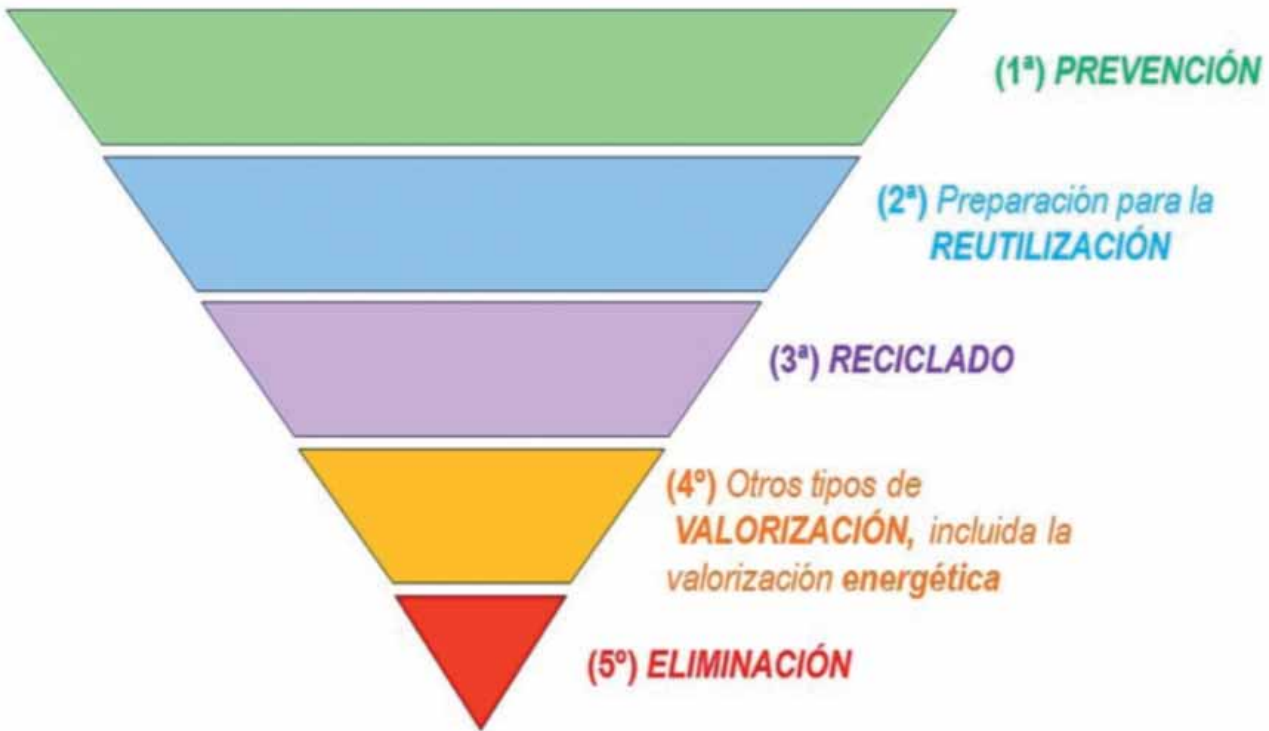 (1ª) PREVENCIÓN
(2ª) Preparación para la
REUTILIZACIÓN
(3ª) RECICLADO
(4º) Otros tipos de
VALORIZACIÓN, incluida la
valorización energética
(5º) ELIMINACIÓN